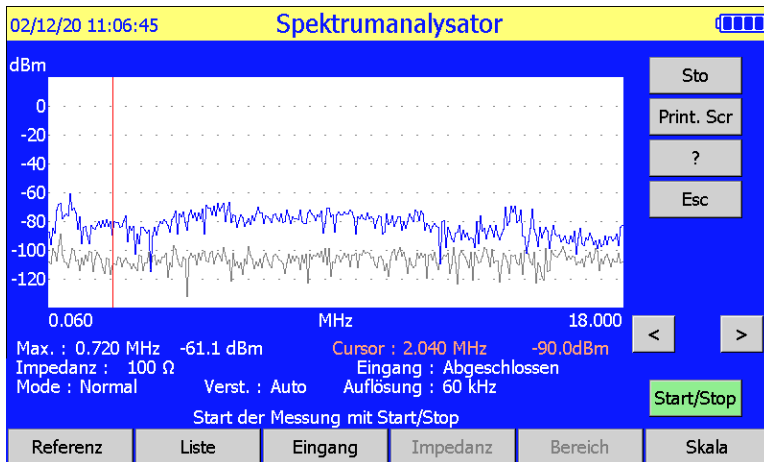 02/12/20 11:06:45 Spektrumanalysator
dBm
Sto
0
Print. Scr
-20
-40
?
-60
Esc
-80
-100
-120
0.060 MHz 18.000
< >
Max. : 0.720 MHz -61.1 dBm Cursor : 2.040 MHz -90.0dBm
Impedanz : 100 Ω Eingang : Abgeschlossen
Mode : Normal Verst. : Auto Auflösung : 60 kHz
Start/Stop
Start der Messung mit Start/Stop
Referenz Liste Eingang Impedanz Bereich Skala